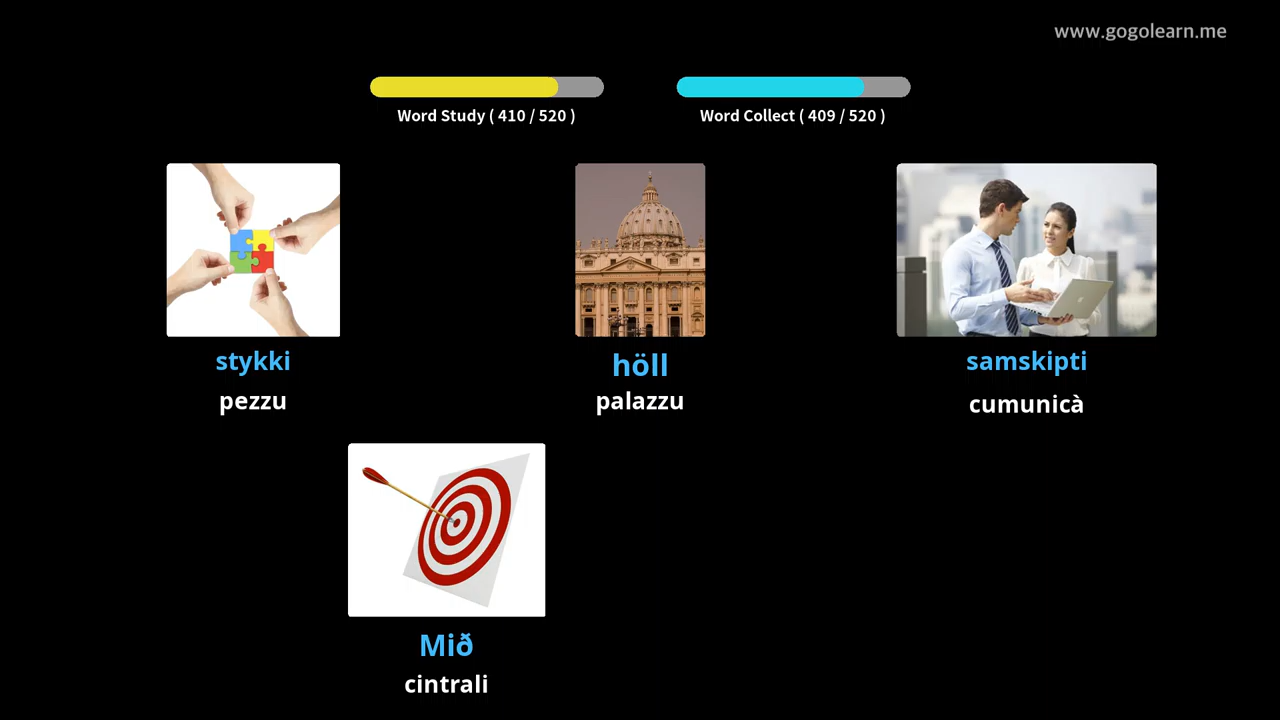 www.gogolearn.me
Word Study ( 410 / 520 )
Word Collect ( 409 / 520 )
stykki
pezzu
höll
palazzu
samskipti
cumunicà
Mið
cintrali